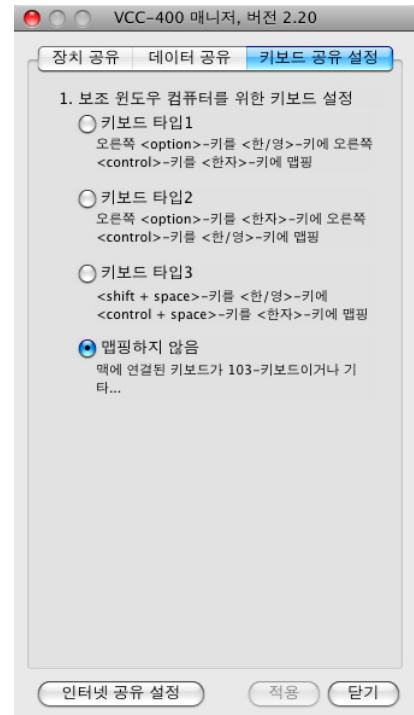 VCC-400 매니저, 버전 2.20
장치 공유 데이터 공유 키보드 공유 설정
1. 보조 윈도우 컴퓨터를 위한 키보드 설정
키보드 타입1
오른쪽 <option>-키를 <한/영>-키에 오른쪽
<control>-키를 <한자>-키에 맵핑
키보드 타입2
오른쪽 <option>-키를 <한자>-키에 오른쪽
<control>-키를 <한/영>-키에 맵핑
키보드 타입3
<shift + space>-키를 <한/영>-키에
<control + space>-키를 <한자>-키에 맵핑
맵핑하지 않음
맥에 연결된 키보드가 103-키보드이거나 기
타...
인터넷 공유 설정 적용 닫기